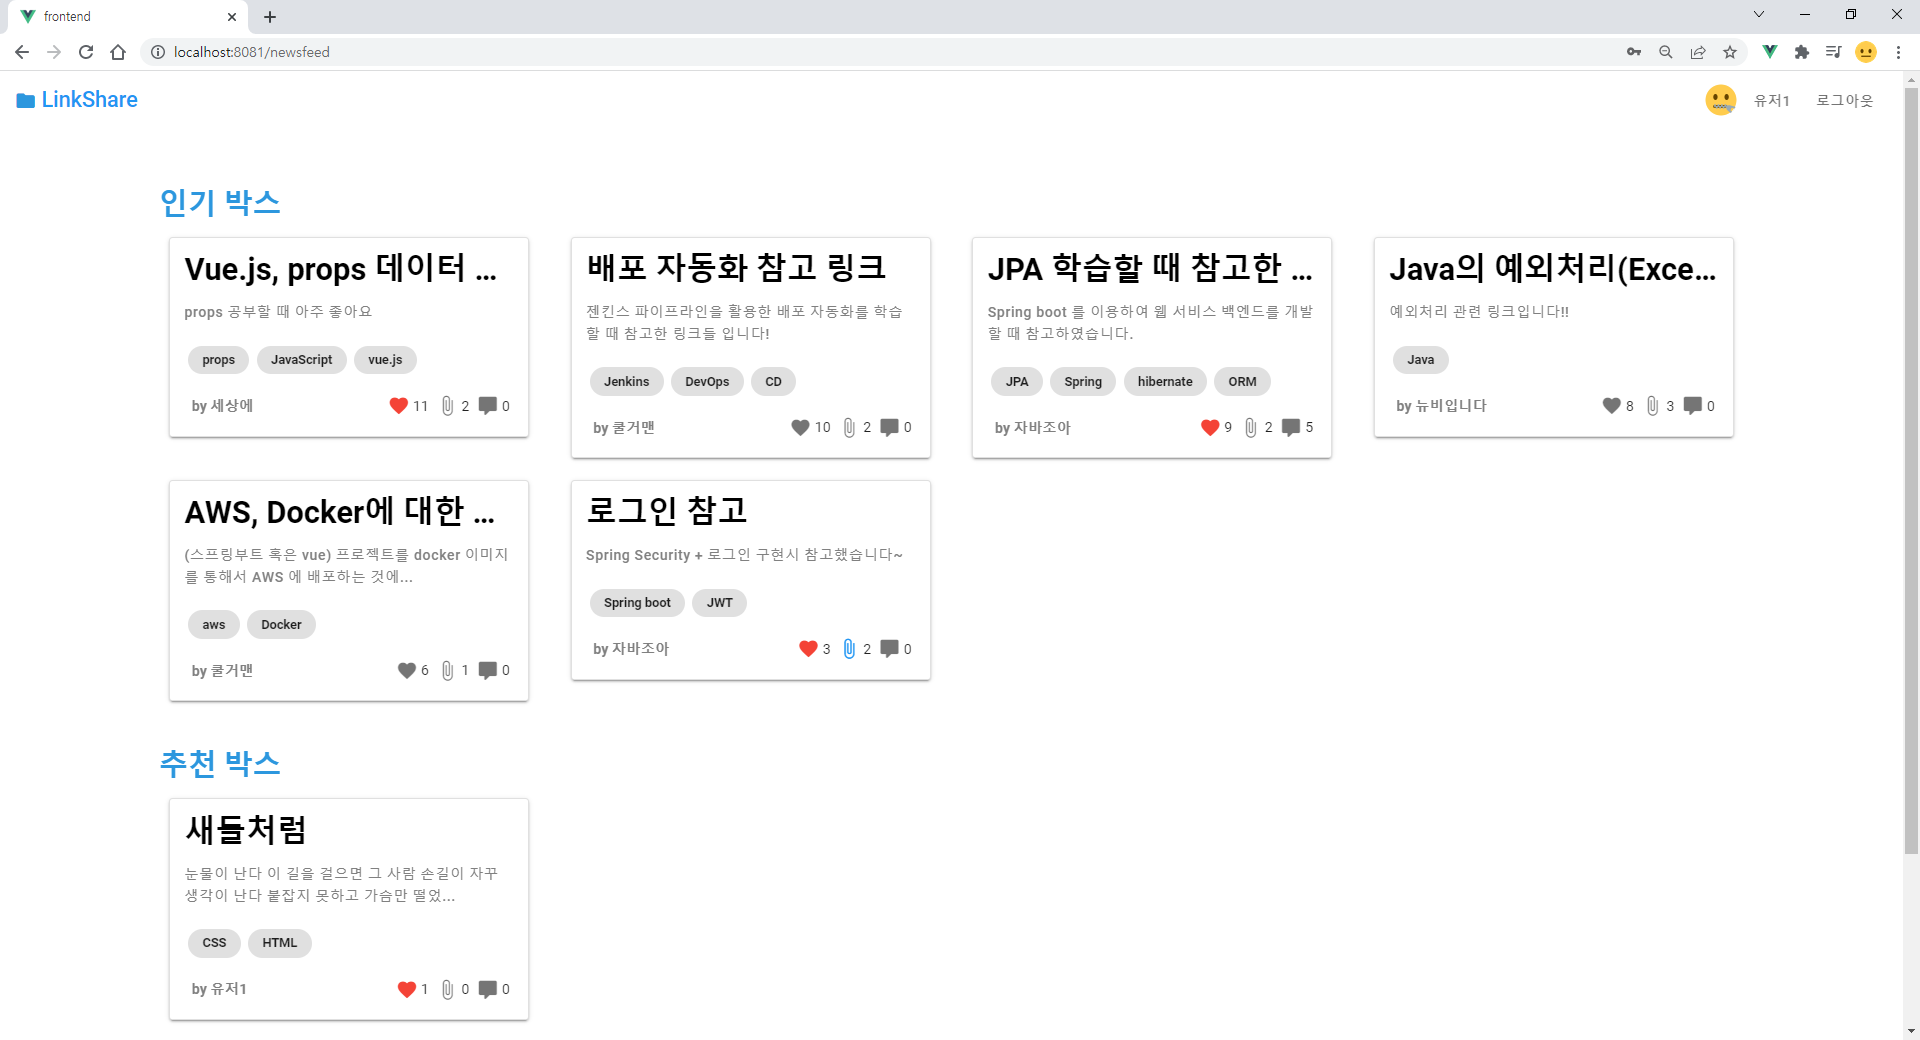 frontend
localhost:8081/newsfeed
LinkShare
유저1 로그아웃
인기 박스
Vue.js, props 데이터 ...
props 공부할 때 아주 좋아요
props JavaScript vue.js
by 세상에 11 2 0
배포 자동화 참고 링크
젠킨스 파이프라인을 활용한 배포 자동화를 학습
할 때 참고한 링크들 입니다!
Jenkins DevOps CD
by 쿨거맨 10 2 0
JPA 학습할 때 참고한 ...
Spring boot 를 이용하여 웹 서비스 백엔드를 개발
할 때 참고하였습니다.
JPA Spring hibernate ORM
by 자바조아 9 2 5
Java의 예외처리(Exce...
예외처리 관련 링크입니다!!
Java
by 뉴비입니다 8 3 0
AWS, Docker에 대한 ...
(스프링부트 혹은 vue) 프로젝트를 docker 이미지
를 통해서 AWS 에 배포하는 것에...
aws Docker
by 쿨거맨 6 1 0
로그인 참고
Spring Security + 로그인 구현시 참고했습니다~
Spring boot JWT
by 자바조아 3 2 0
추천 박스
새들처럼
눈물이 난다 이 길을 걸으면 그 사람 손길이 자꾸
생각이 난다 붙잡지 못하고 가슴만 떨었...
CSS HTML
by 유저1 1 0 0